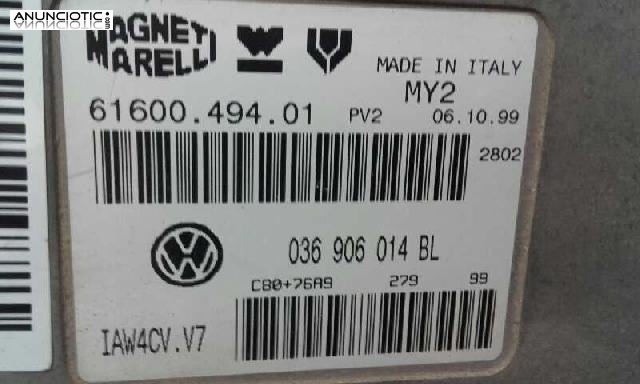 ANUNCIOTIC
MAGNETI
MARELLI
MADE IN ITALY
MY2
61600.494.01 PV2 06.10.99
2802
VW
036 906 014 BL
C80+76A9 279 99
IAW4CV.V7